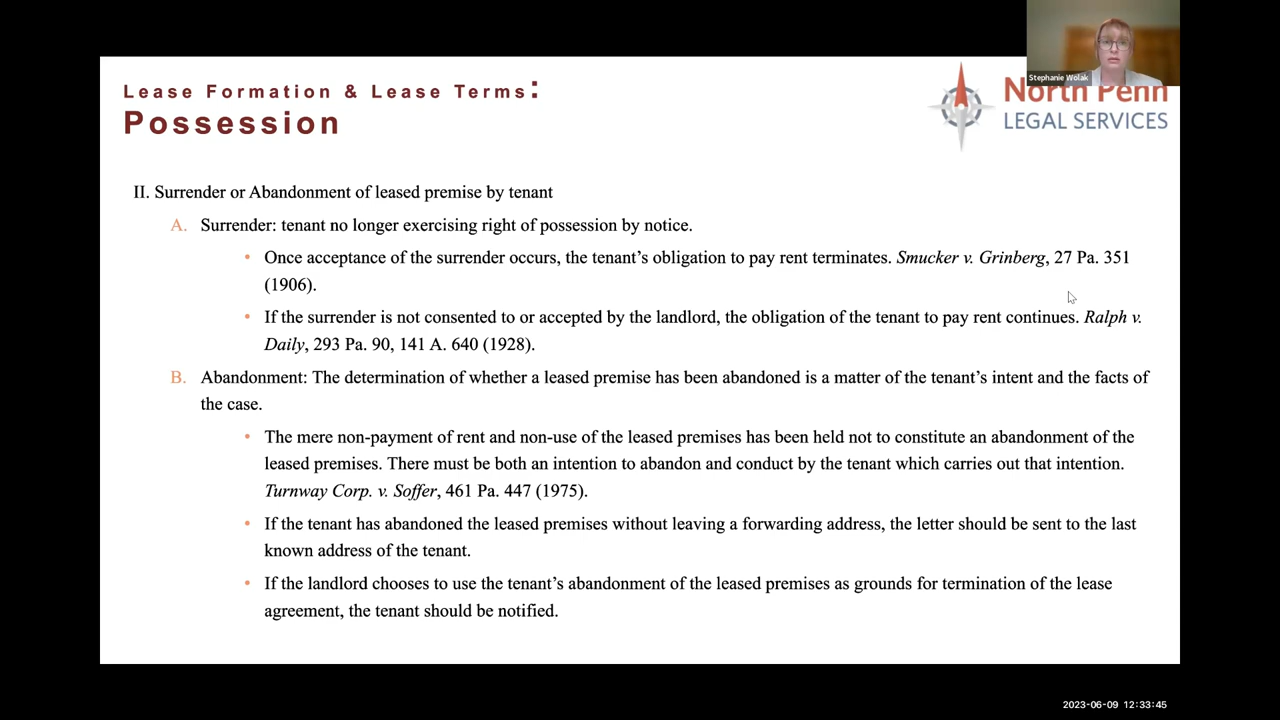 Stephanie Wolak
Lease Formation & Lease Terms:
Possession
North Penn
LEGAL SERVICES
II. Surrender or Abandonment of leased premise by tenant
A. Surrender: tenant no longer exercising right of possession by notice.
• Once acceptance of the surrender occurs, the tenant’s obligation to pay rent terminates. Smucker v. Grinberg, 27 Pa. 351
(1906).
• If the surrender is not consented to or accepted by the landlord, the obligation of the tenant to pay rent continues. Ralph v.
Daily, 293 Pa. 90, 141 A. 640 (1928).
B. Abandonment: The determination of whether a leased premise has been abandoned is a matter of the tenant’s intent and the facts of
the case.
• The mere non-payment of rent and non-use of the leased premises has been held not to constitute an abandonment of the
leased premises. There must be both an intention to abandon and conduct by the tenant which carries out that intention.
Turnway Corp. v. Soffer, 461 Pa. 447 (1975).
• If the tenant has abandoned the leased premises without leaving a forwarding address, the letter should be sent to the last
known address of the tenant.
• If the landlord chooses to use the tenant’s abandonment of the leased premises as grounds for termination of the lease
agreement, the tenant should be notified.
2023-06-09 12:33:45